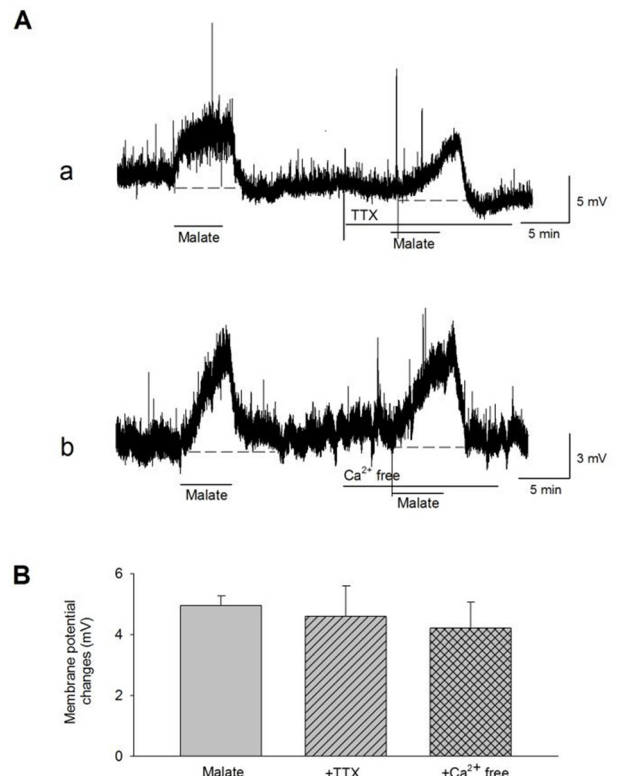 A
a
5 mV
TTX
5 min
Malate
Malate
b
3 mV
Ca²⁺ free
5 min
Malate
Malate
B
Membrane potential
changes (mV)
6
4
2
0
Malate
+TTX
+Ca²⁺ free